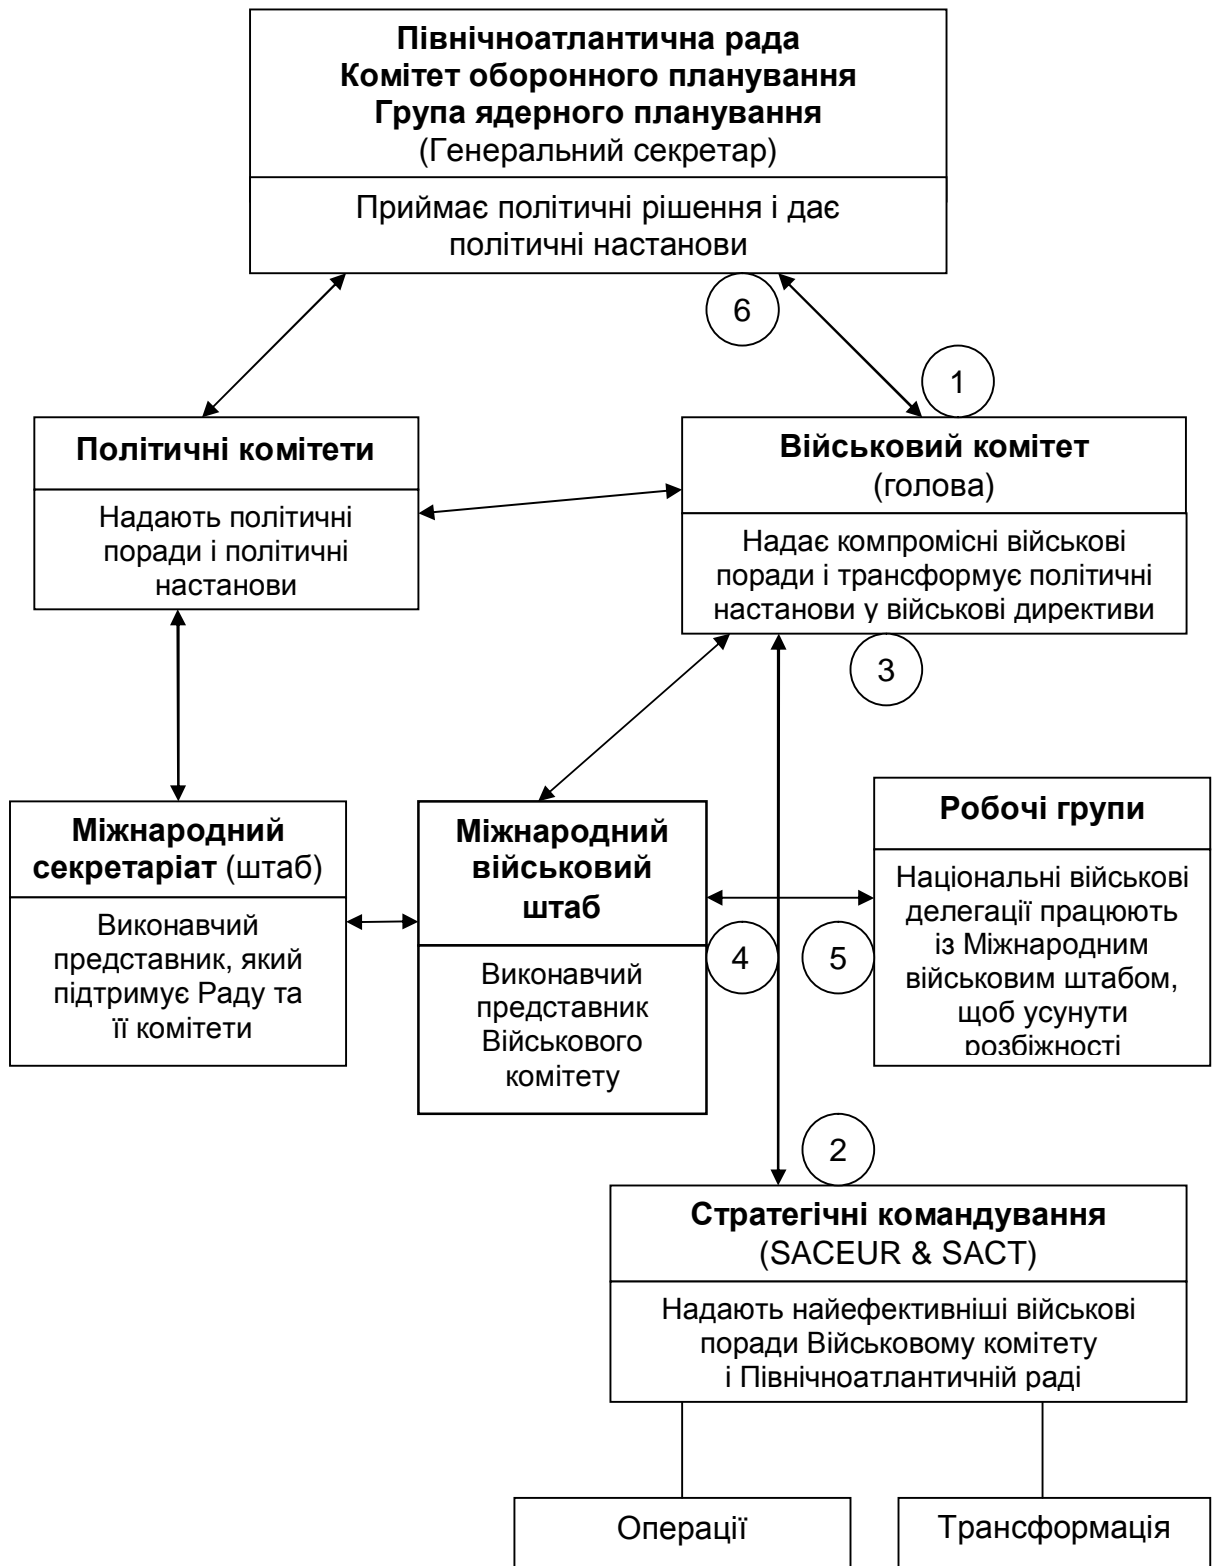 Північноатлантична рада
Комітет оборонного планування
Група ядерного планування
(Генеральний секретар)
Приймає політичні рішення і дає
політичні настанови
6
1
Політичні комітети
Надають політичні
поради і політичні
настанови
Військовий комітет
(голова)
Надає компромісні військові
поради і трансформує політичні
настанови у військові директиви
3
Міжнародний
секретаріат (штаб)
Виконавчий
представник, який
підтримує Раду та
її комітети
Міжнародний
військовий
штаб
Виконавчий
представник
Військового
комітету
4
5
Робочі групи
Національні військові
делегації працюють
із Міжнародним
військовим штабом,
щоб усунути
розбіжності
2
Стратегічні командування
(SACEUR & SACT)
Надають найефективніші військові
поради Військовому комітету
і Північноатлантичній раді
Операції
Трансформація